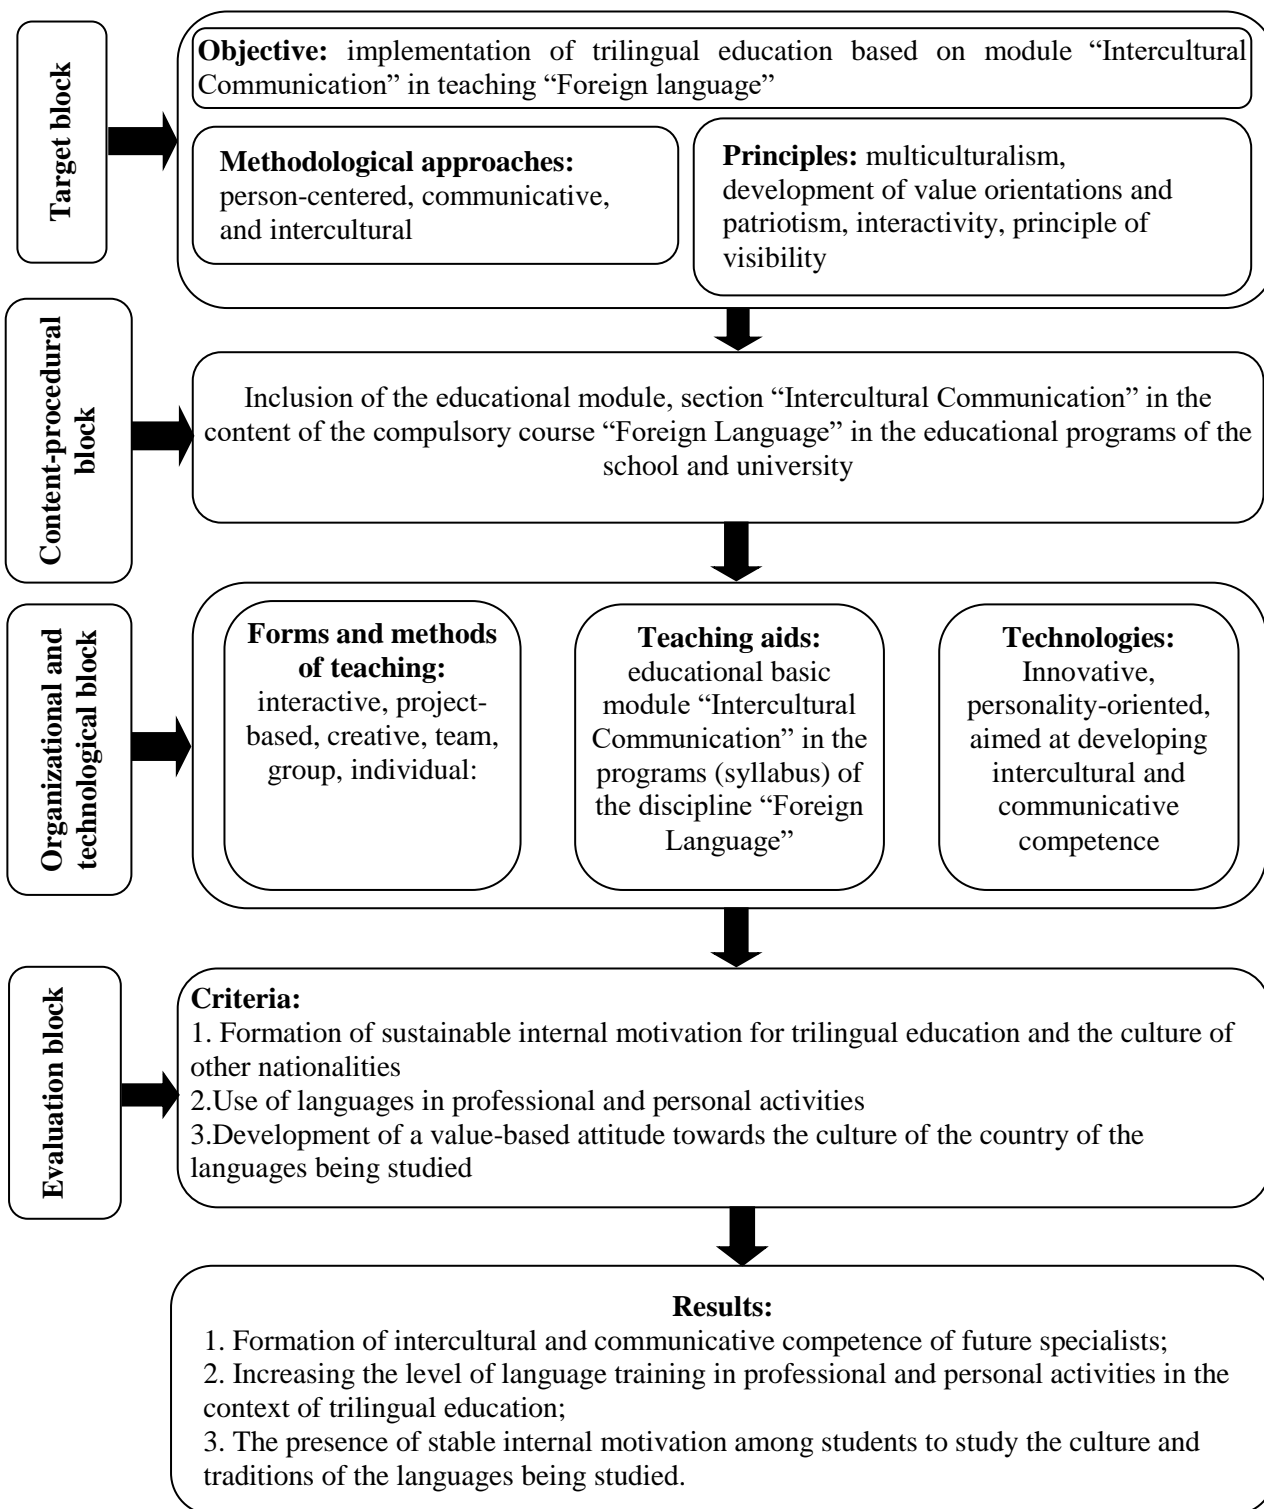 Target block
Objective: implementation of trilingual education based on module “Intercultural
Communication” in teaching “Foreign language”
Methodological approaches:
person-centered, communicative,
and intercultural
Principles: multiculturalism,
development of value orientations and
patriotism, interactivity, principle of
visibility
Content-procedural
block
Inclusion of the educational module, section “Intercultural Communication” in the
content of the compulsory course “Foreign Language” in the educational programs of the
school and university
Organizational and
technological block
Forms and methods
of teaching:
interactive, project-
based, creative, team,
group, individual:
Teaching aids:
educational basic
module “Intercultural
Communication” in the
programs (syllabus) of
the discipline “Foreign
Language”
Technologies:
Innovative,
personality-oriented,
aimed at developing
intercultural and
communicative
competence
Evaluation block
Criteria:
1. Formation of sustainable internal motivation for trilingual education and the culture of
other nationalities
2.Use of languages in professional and personal activities
3.Development of a value-based attitude towards the culture of the country of the
languages being studied
Results:
1. Formation of intercultural and communicative competence of future specialists;
2. Increasing the level of language training in professional and personal activities in the
context of trilingual education;
3. The presence of stable internal motivation among students to study the culture and
traditions of the languages being studied.